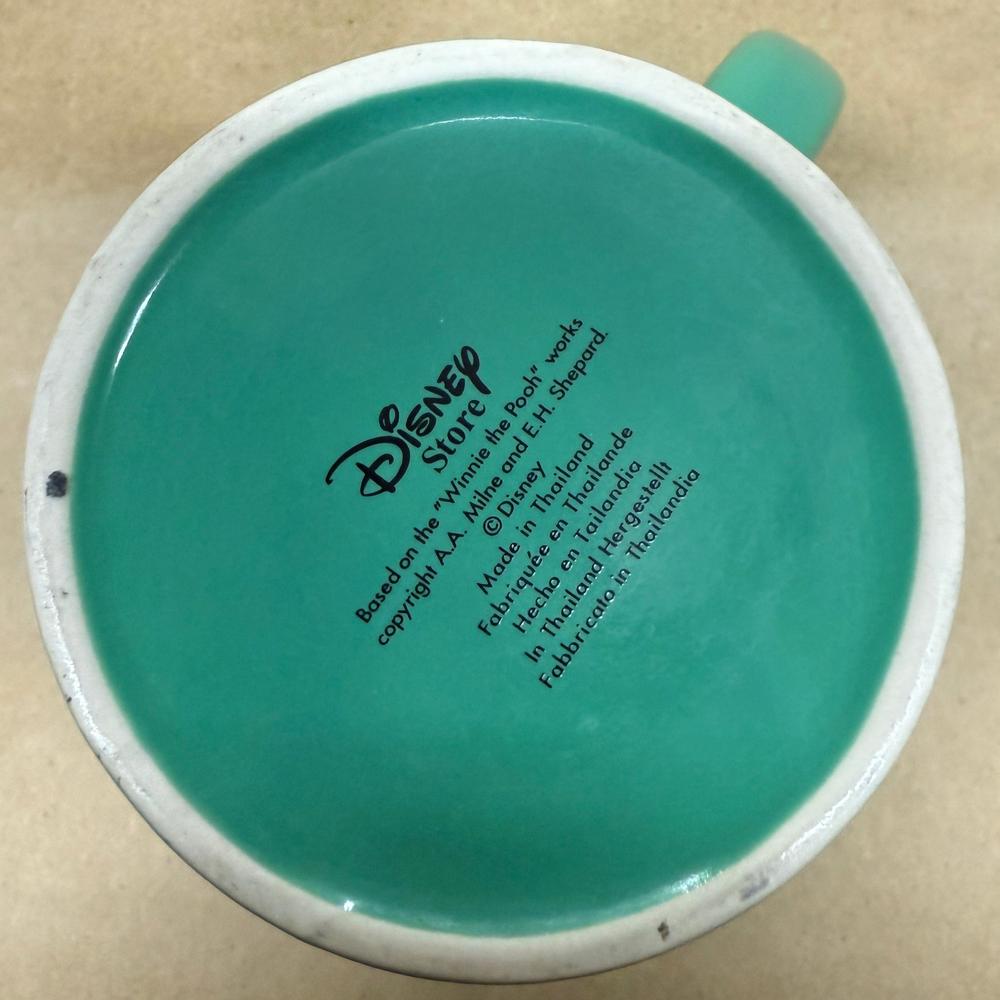 Disney
Store
Based on the "Winnie the Pooh" works
copyright A.A. Milne and E.H. Shepard.
© Disney
Made in Thailand
Fabriquée en Thailande
Hecho en Tailandia
In Thailand Hergestellt
Fabbricato in Thailandia